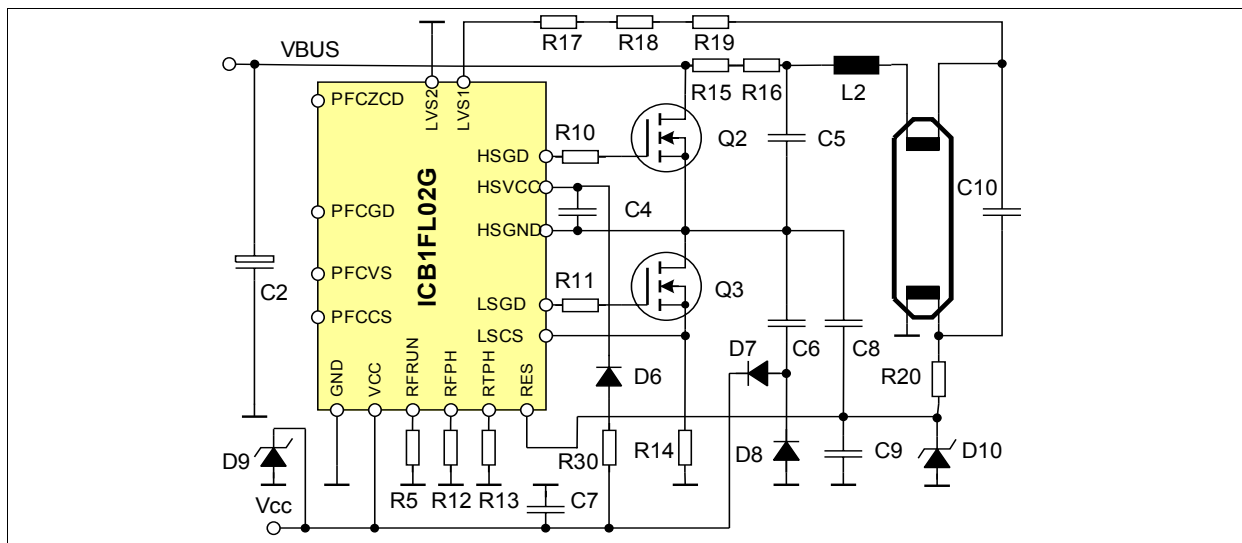 R17 R18 R19
VBUS
LVS2 LVS1
R15 R16 L2
PFCZCD
R10 Q2 C5
HSGD
HSVCC
ICB1FL02G
C4 C10
PFCGD
HSGND
C2 PFCVS
R11 Q3
LSGD
PFCCS
LSCS
D7 C6 C8
GND VCC RFRUN RFPH RTPH RES
D6 R20
D9 R30 R14 D8 C9 D10
R5 R12 R13 C7
Vcc